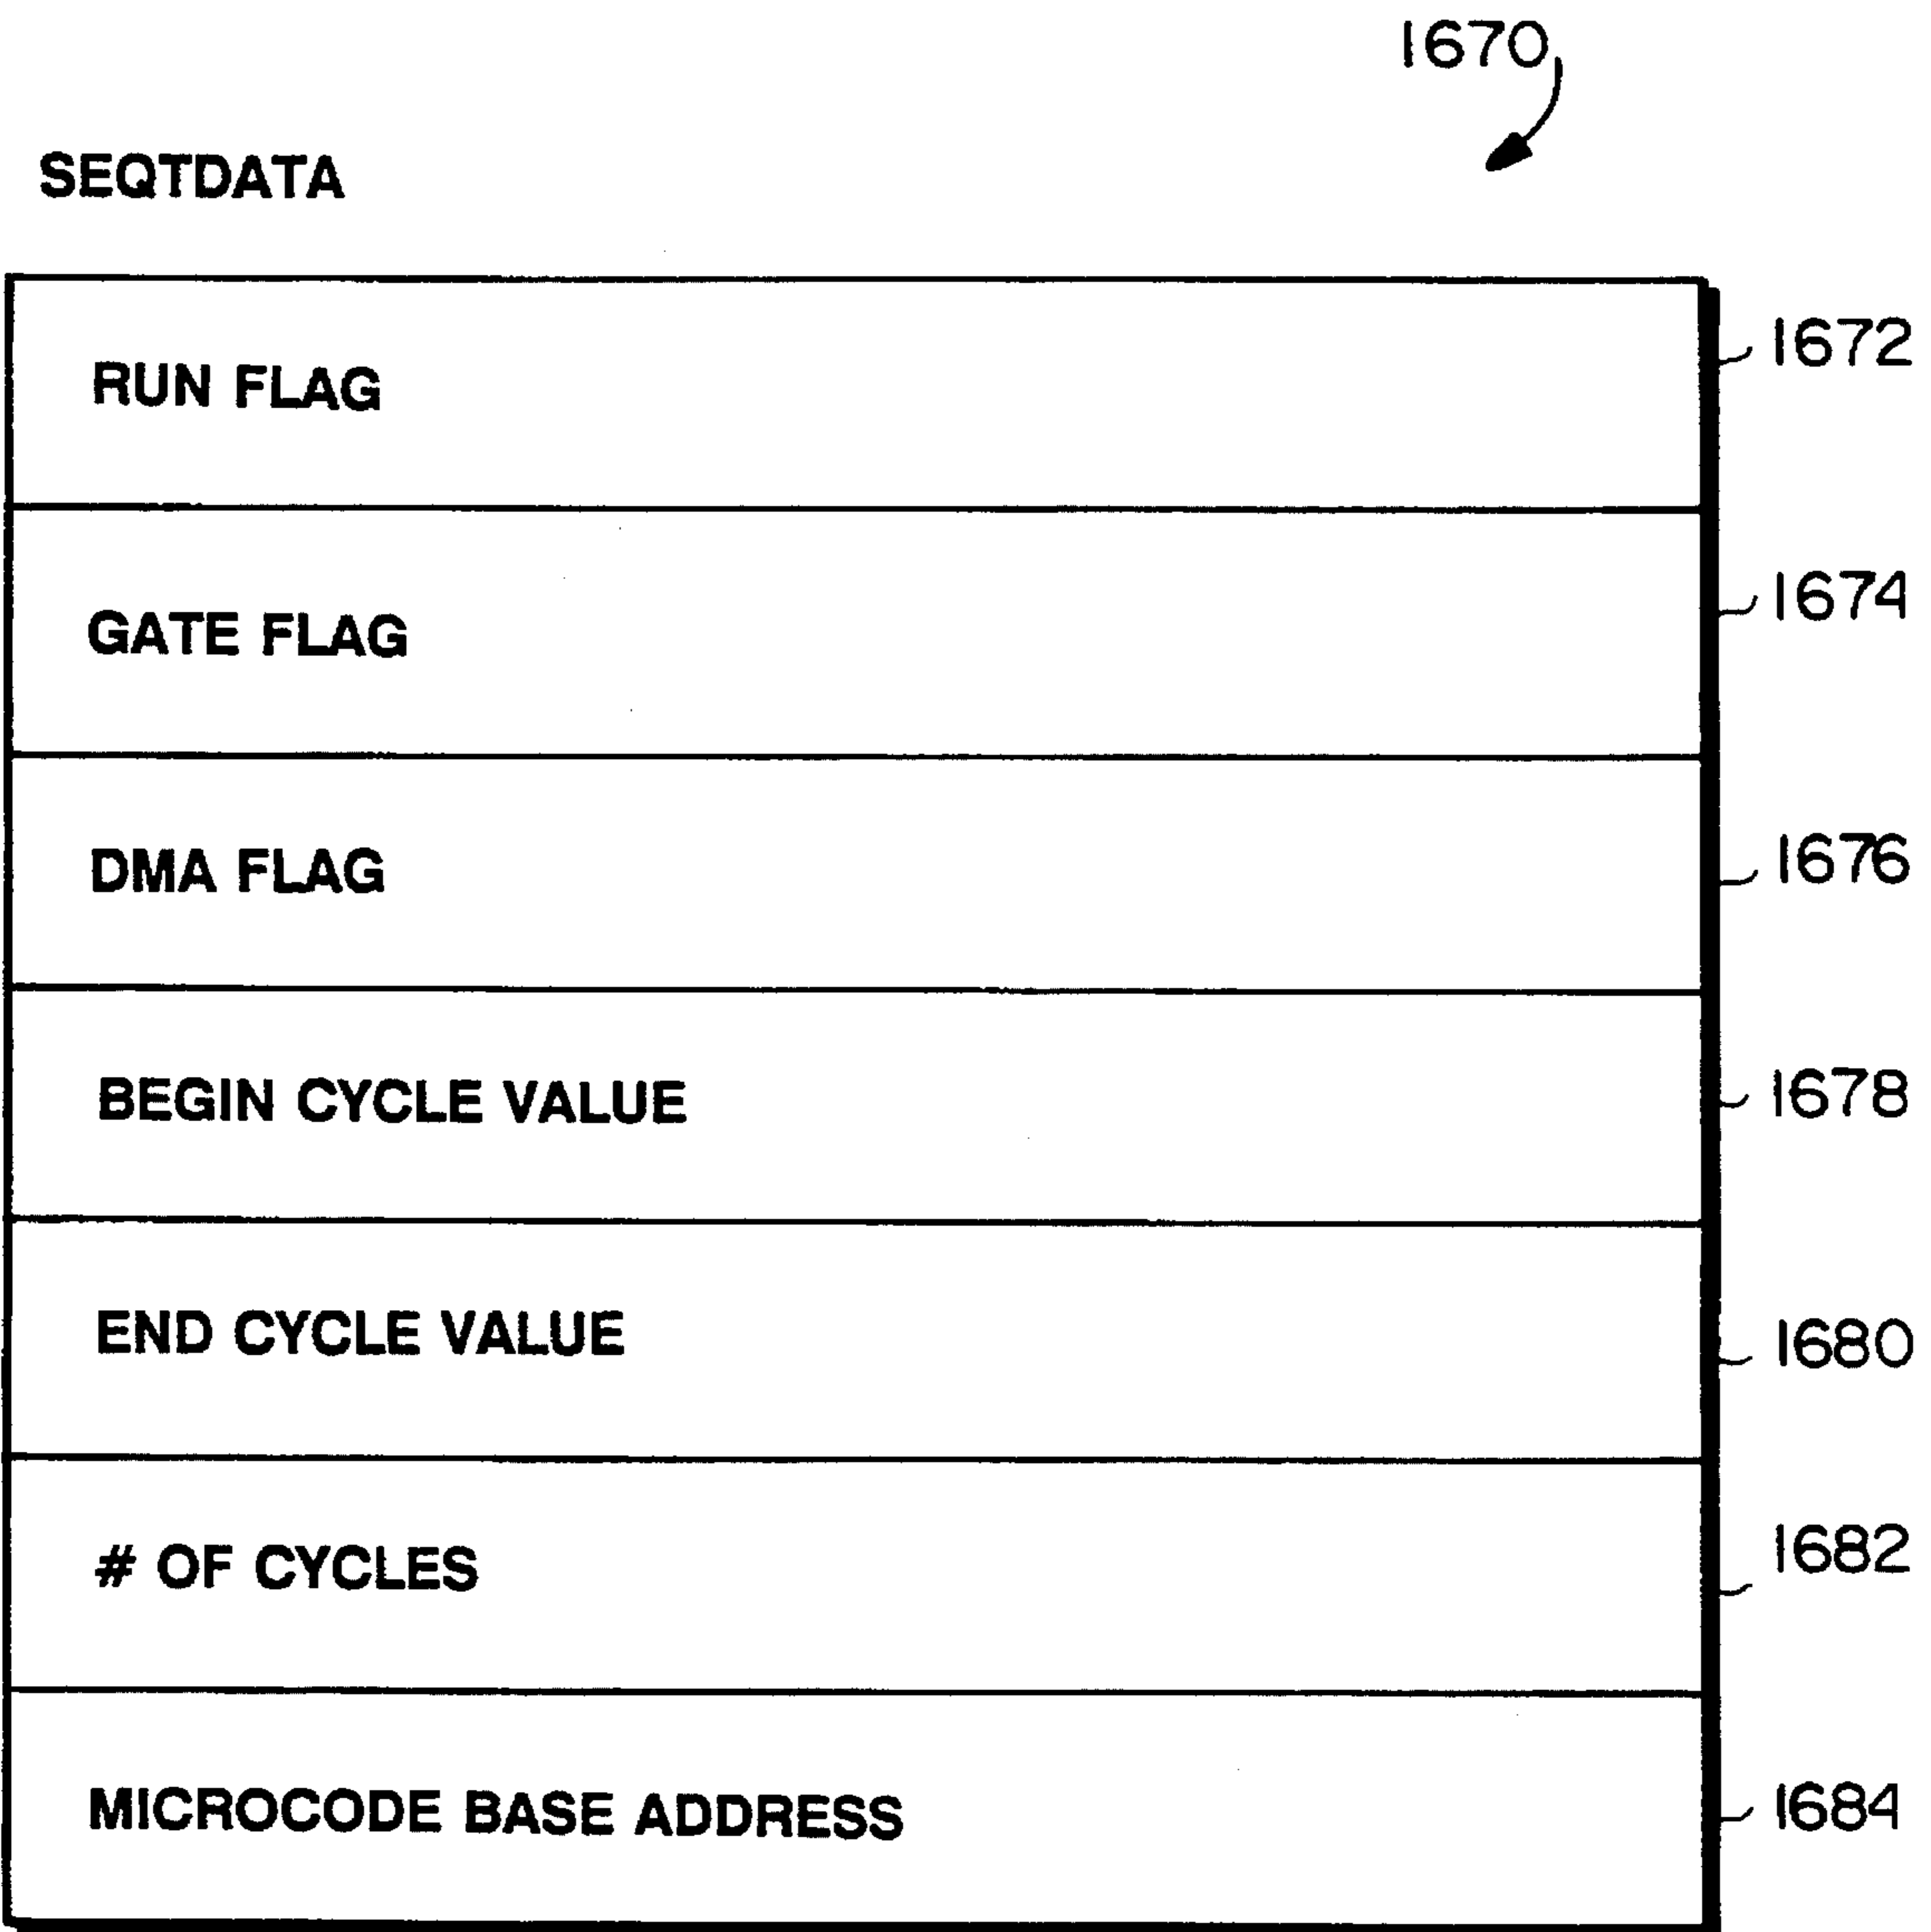 1670
SEQTDATA
RUN FLAG 1672
GATE FLAG 1674
DMA FLAG 1676
BEGIN CYCLE VALUE 1678
END CYCLE VALUE 1680
# OF CYCLES 1682
MICROCODE BASE ADDRESS 1684